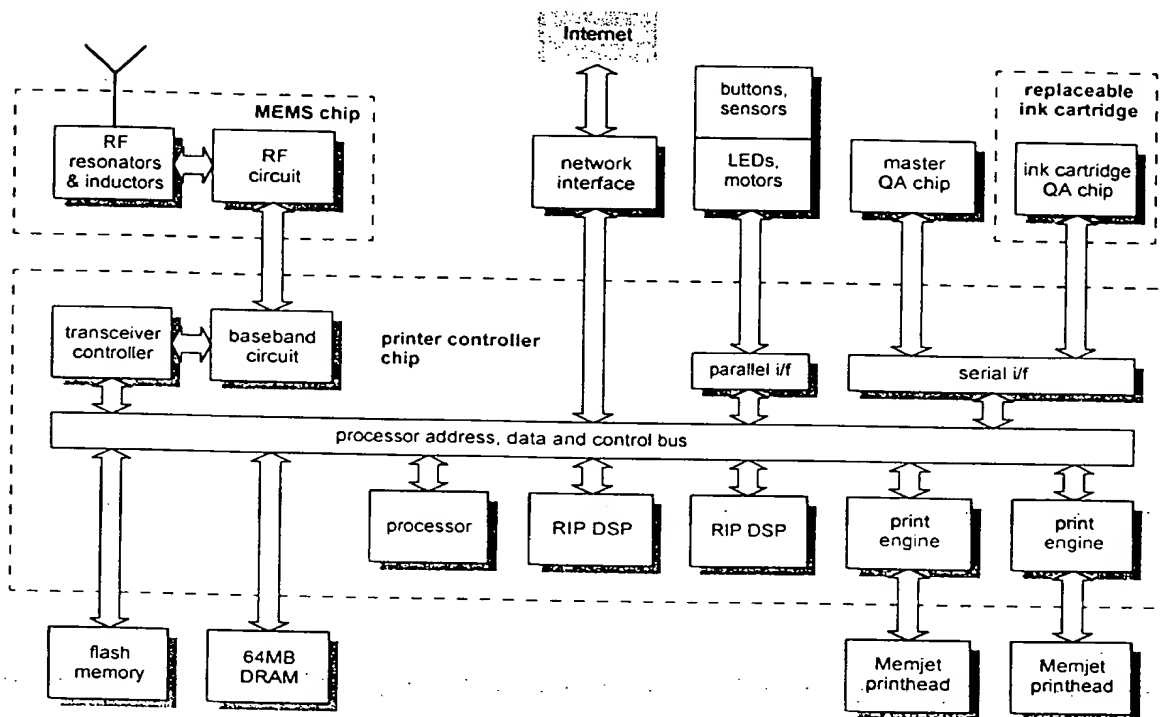 Internet
MEMS chip
RF
resonators
& inductors
RF
circuit
network
interface
buttons,
sensors
LEDs,
motors
master
QA chip
replaceable
ink cartridge
ink cartridge
QA chip
transceiver
controller
baseband
circuit
printer controller
chip
parallel i/f
serial i/f
processor address, data and control bus
processor
RIP DSP
RIP DSP
print
engine
print
engine
flash
memory
64MB
DRAM
Memjet
printhead
Memjet
printhead